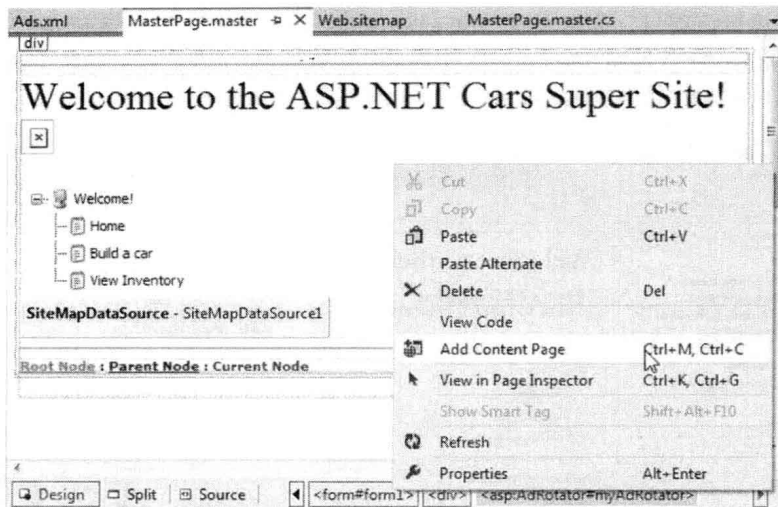 Ads.xml MasterPage.master Web.sitemap MasterPage.master.cs
div
Welcome to the ASP.NET Cars Super Site!
Welcome!
Home
Build a car
View Inventory
SiteMapDataSource - SiteMapDataSource1
Root Node : Parent Node : Current Node
Cut Ctrl+X
Copy Ctrl+C
Paste Ctrl+V
Paste Alternate
Delete Del
View Code
Add Content Page Ctrl+M, Ctrl+C
View in Page Inspector Ctrl+K, Ctrl+G
Show Smart Tag Shift+Alt+F10
Refresh
Properties Alt+Enter
Design Split Source <form#form1> <div> <asp:AdRotator#myAdRotator>